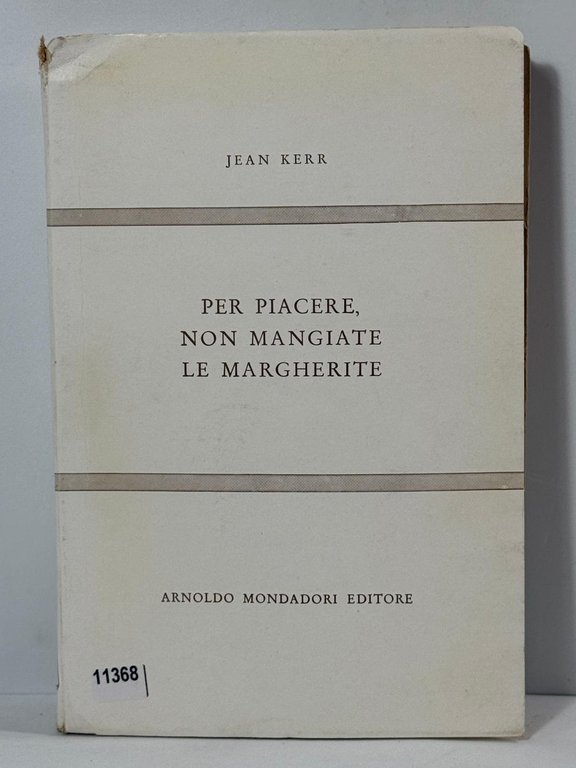 JEAN KERR
PER PIACERE,
NON MANGIATE
LE MARGHERITE
ARNOLDO MONDADORI EDITORE
11368